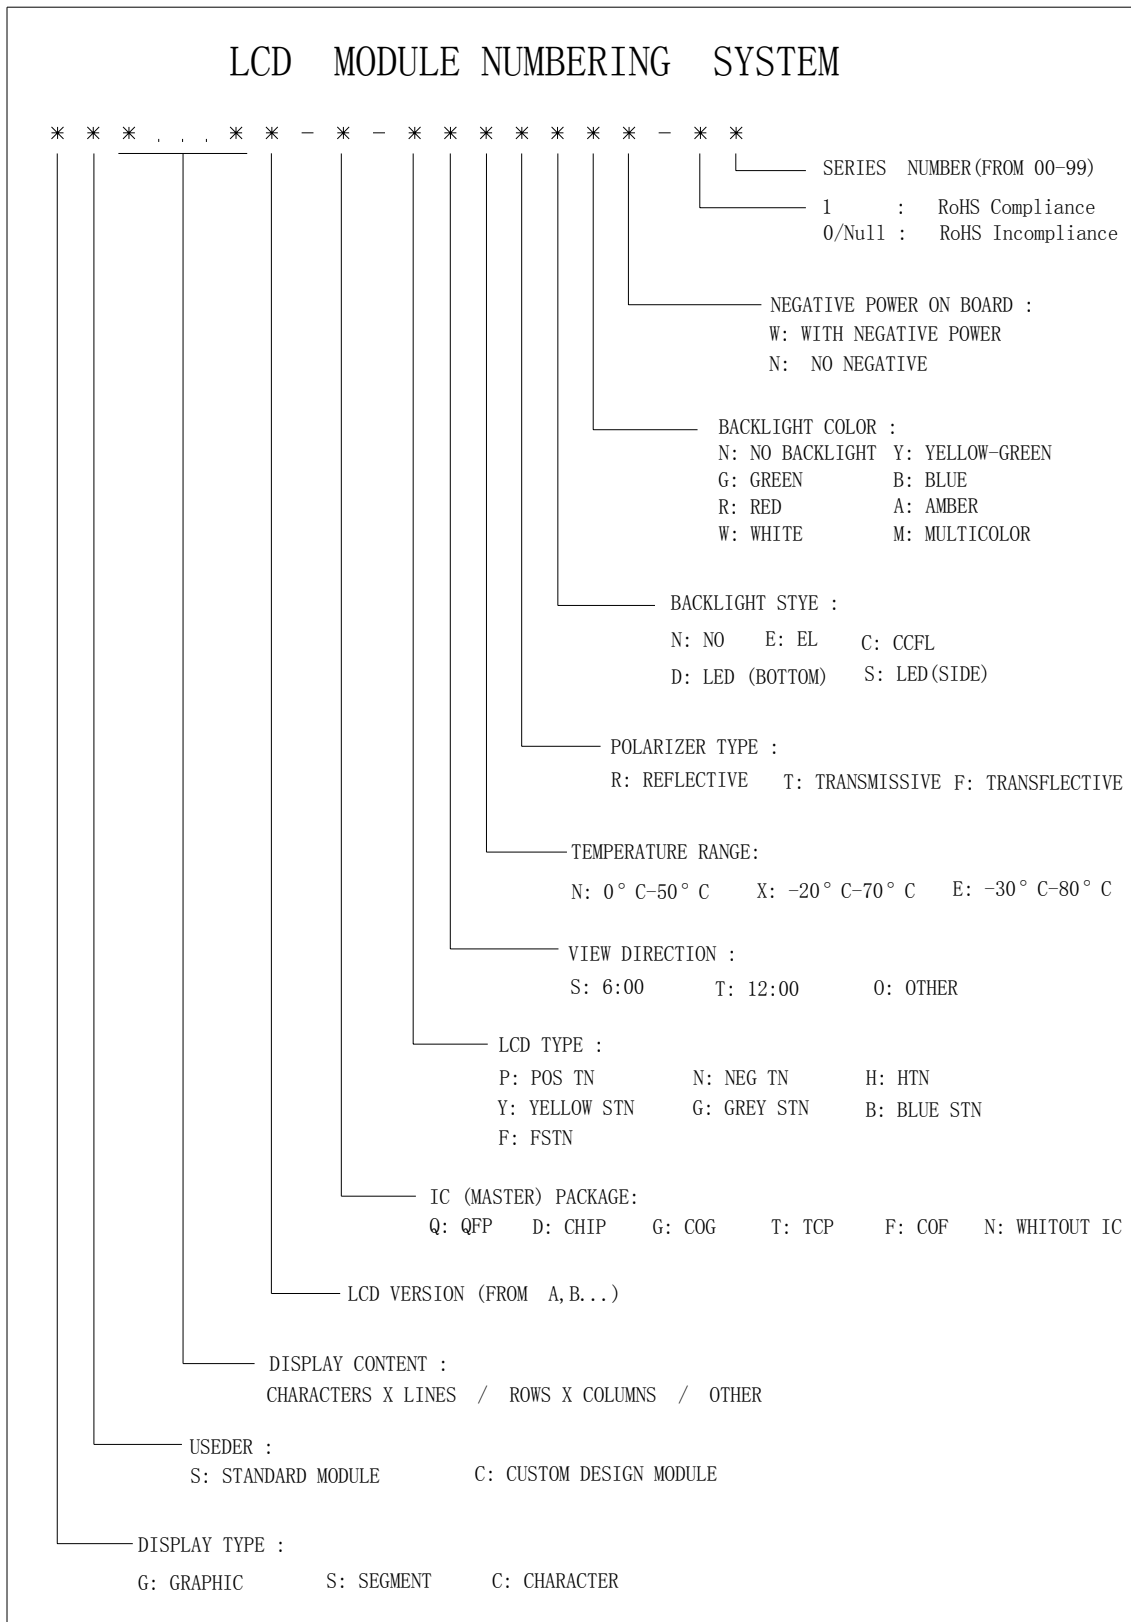 LCD MODULE NUMBERING SYSTEM
* * * . . . * * - * - * * * * * * * - * *
SERIES NUMBER(FROM 00-99)
1 : RoHS Compliance
0/Null : RoHS Incompliance
NEGATIVE POWER ON BOARD :
W: WITH NEGATIVE POWER
N: NO NEGATIVE
BACKLIGHT COLOR :
N: NO BACKLIGHT Y: YELLOW-GREEN
G: GREEN B: BLUE
R: RED A: AMBER
W: WHITE M: MULTICOLOR
BACKLIGHT STYE :
N: NO E: EL C: CCFL
D: LED (BOTTOM) S: LED(SIDE)
POLARIZER TYPE :
R: REFLECTIVE T: TRANSMISSIVE F: TRANSFLECTIVE
TEMPERATURE RANGE:
N: 0° C-50° C X: -20° C-70° C E: -30° C-80° C
VIEW DIRECTION :
S: 6:00 T: 12:00 O: OTHER
LCD TYPE :
P: POS TN N: NEG TN H: HTN
Y: YELLOW STN G: GREY STN B: BLUE STN
F: FSTN
IC (MASTER) PACKAGE:
Q: QFP D: CHIP G: COG T: TCP F: COF N: WHITOUT IC
LCD VERSION (FROM A,B...)
DISPLAY CONTENT :
CHARACTERS X LINES / ROWS X COLUMNS / OTHER
USEDER :
S: STANDARD MODULE C: CUSTOM DESIGN MODULE
DISPLAY TYPE :
G: GRAPHIC S: SEGMENT C: CHARACTER